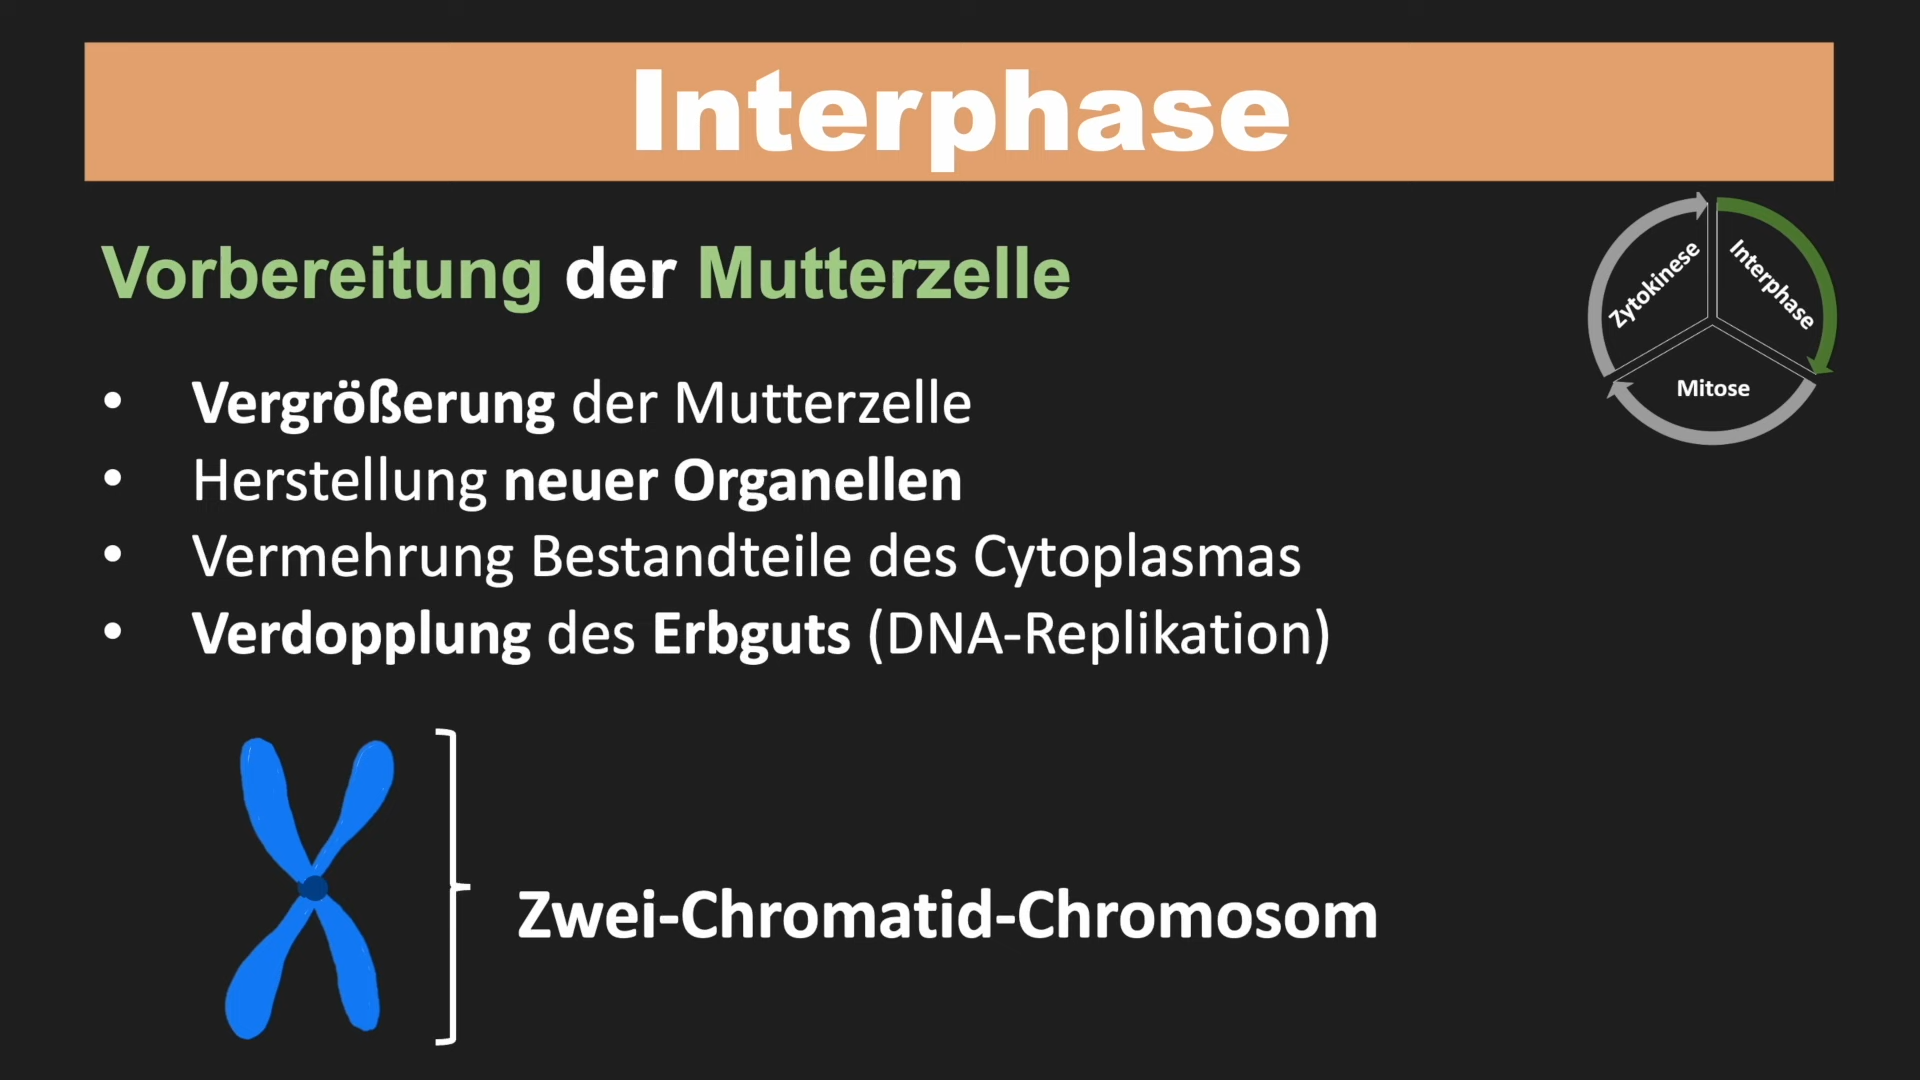 Interphase
Vorbereitung der Mutterzelle
Zytokinese
Interphase
Mitose
• Vergrößerung der Mutterzelle
• Herstellung neuer Organellen
• Vermehrung Bestandteile des Cytoplasmas
• Verdopplung des Erbguts (DNA-Replikation)
Zwei-Chromatid-Chromosom